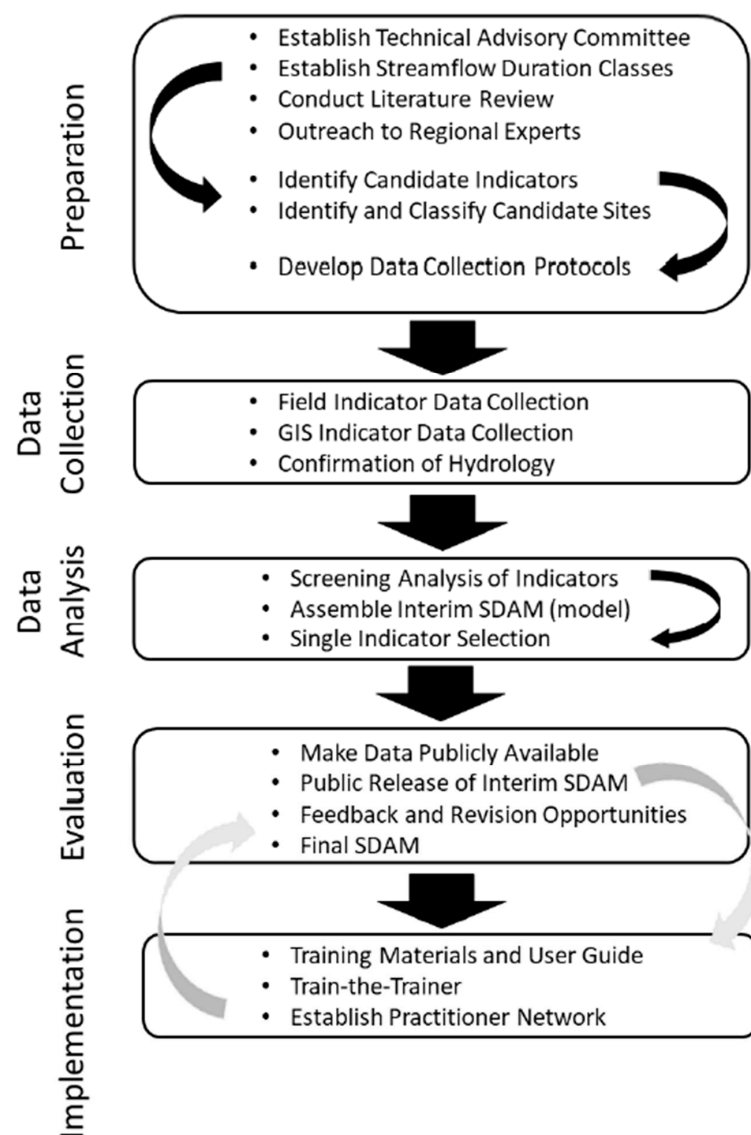 Preparation
• Establish Technical Advisory Committee
• Establish Streamflow Duration Classes
• Conduct Literature Review
• Outreach to Regional Experts
• Identify Candidate Indicators
• Identify and Classify Candidate Sites
• Develop Data Collection Protocols
Data
Collection
• Field Indicator Data Collection
• GIS Indicator Data Collection
• Confirmation of Hydrology
Data
Analysis
• Screening Analysis of Indicators
• Assemble Interim SDAM (model)
• Single Indicator Selection
Evaluation
• Make Data Publicly Available
• Public Release of Interim SDAM
• Feedback and Revision Opportunities
• Final SDAM
Implementation
• Training Materials and User Guide
• Train-the-Trainer
• Establish Practitioner Network